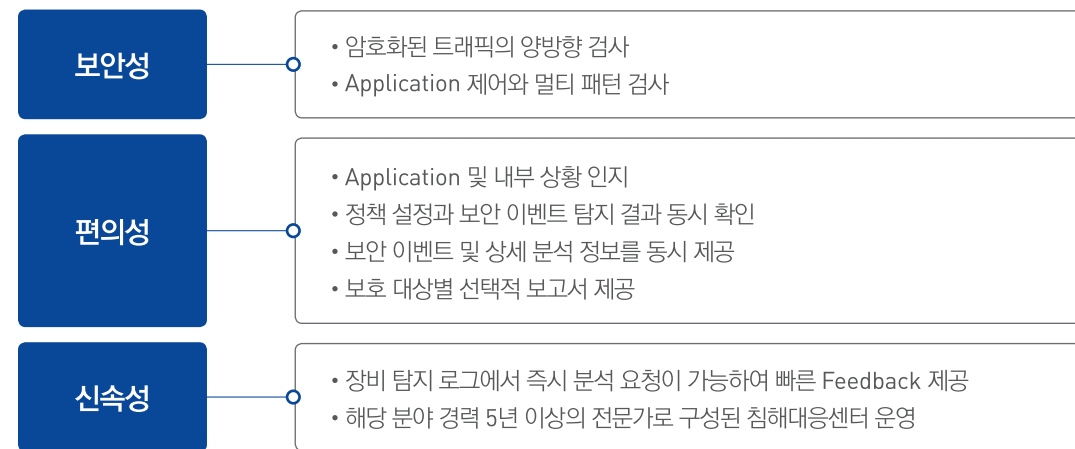 보안성
• 암호화된 트래픽의 양방향 검사
• Application 제어와 멀티 패턴 검사
편의성
• Application 및 내부 상황 인지
• 정책 설정과 보안 이벤트 탐지 결과 동시 확인
• 보안 이벤트 및 상세 분석 정보를 동시 제공
• 보호 대상별 선택적 보고서 제공
신속성
• 장비 탐지 로그에서 즉시 분석 요청이 가능하여 빠른 Feedback 제공
• 해당 분야 경력 5년 이상의 전문가로 구성된 침해대응센터 운영